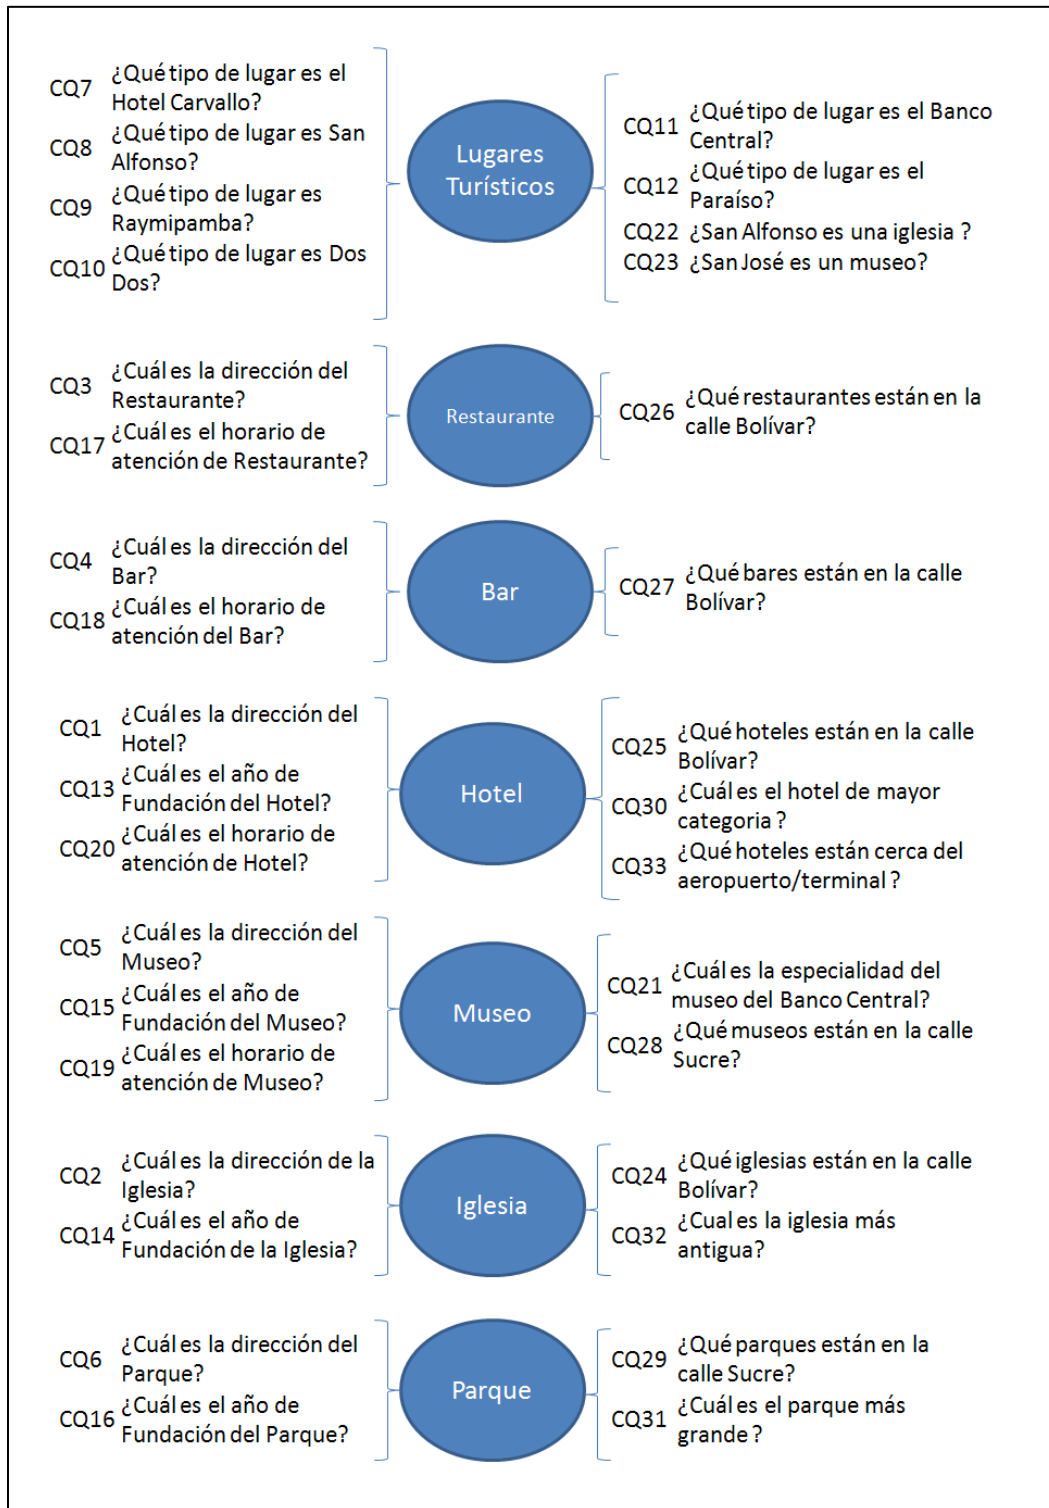 CQ7 ¿Qué tipo de lugar es el
Hotel Carvallo?
CQ8 ¿Qué tipo de lugar es San
Alfonso?
CQ9 ¿Qué tipo de lugar es
Raymipamba?
CQ10 ¿Qué tipo de lugar es Dos
Dos?
Lugares
Turísticos
CQ11 ¿Qué tipo de lugar es el Banco
Central?
CQ12 ¿Qué tipo de lugar es el
Paraíso?
CQ22 ¿San Alfonso es una iglesia ?
CQ23 ¿San José es un museo?
CQ3 ¿Cuál es la dirección del
Restaurante?
CQ17 ¿Cuál es el horario de
atención de Restaurante?
Restaurante
CQ26 ¿Qué restaurantes están en la
calle Bolívar?
CQ4 ¿Cuál es la dirección del
Bar?
CQ18 ¿Cuál es el horario de
atención del Bar?
Bar
CQ27 ¿Qué bares están en la calle
Bolívar?
CQ1 ¿Cuál es la dirección del
Hotel?
CQ13 ¿Cuál es el año de
Fundación del Hotel?
CQ20 ¿Cuál es el horario de
atención de Hotel?
Hotel
CQ25 ¿Qué hoteles están en la calle
Bolívar?
CQ30 ¿Cuál es el hotel de mayor
categoria ?
CQ33 ¿Qué hoteles están cerca del
aeropuerto/terminal ?
CQ5 ¿Cuál es la dirección del
Museo?
CQ15 ¿Cuál es el año de
Fundación del Museo?
CQ19 ¿Cuál es el horario de
atención de Museo?
Museo
CQ21 ¿Cuál es la especialidad del
museo del Banco Central?
CQ28 ¿Qué museos están en la calle
Sucre?
CQ2 ¿Cuál es la dirección de la
Iglesia?
CQ14 ¿Cuál es el año de
Fundación de la Iglesia?
Iglesia
CQ24 ¿Qué iglesias están en la calle
Bolívar?
CQ32 ¿Cual es la iglesia más
antigua?
CQ6 ¿Cuál es la dirección del
Parque?
CQ16 ¿Cuál es el año de
Fundación del Parque?
Parque
CQ29 ¿Qué parques están en la
calle Sucre?
CQ31 ¿Cuál es el parque más
grande ?